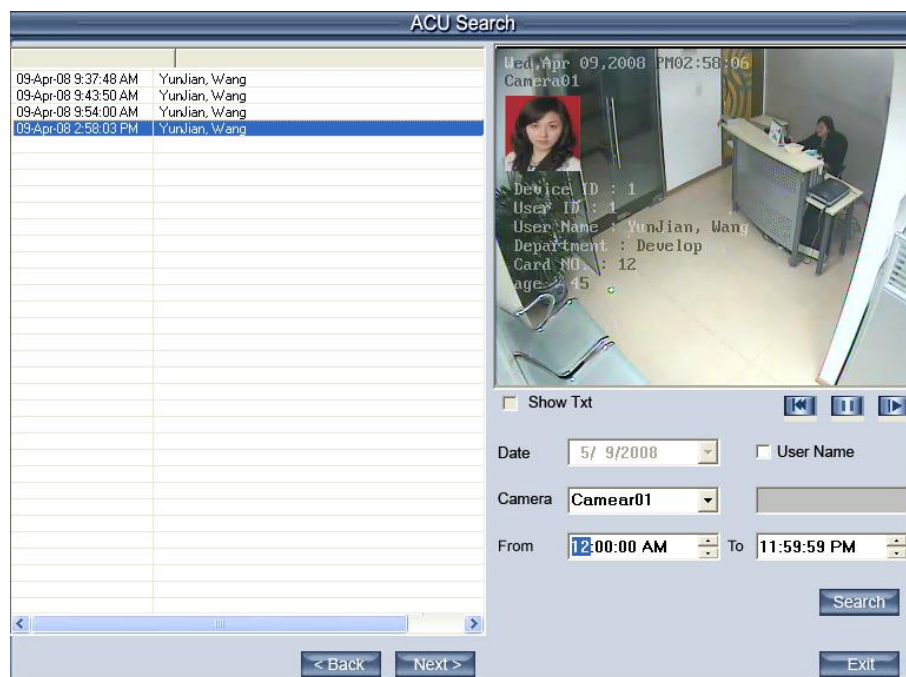 ACU Search
09-Apr-08 9:37:48 AM YunJian, Wang
09-Apr-08 9:43:50 AM YunJian, Wang
09-Apr-08 9:54:00 AM YunJian, Wang
09-Apr-08 2:58:03 PM YunJian, Wang
Wed,Apr 09,2008 PM02:58:06
Camera01
Device ID : 1
User ID : 1
User Name : YunJian, Wang
Department : Develop
Card NO. : 12
age : 45
Show Txt
Date 5/ 9/2008 User Name
Camera Camear01
From 12:00:00 AM To 11:59:59 PM
Search
< Back Next > Exit